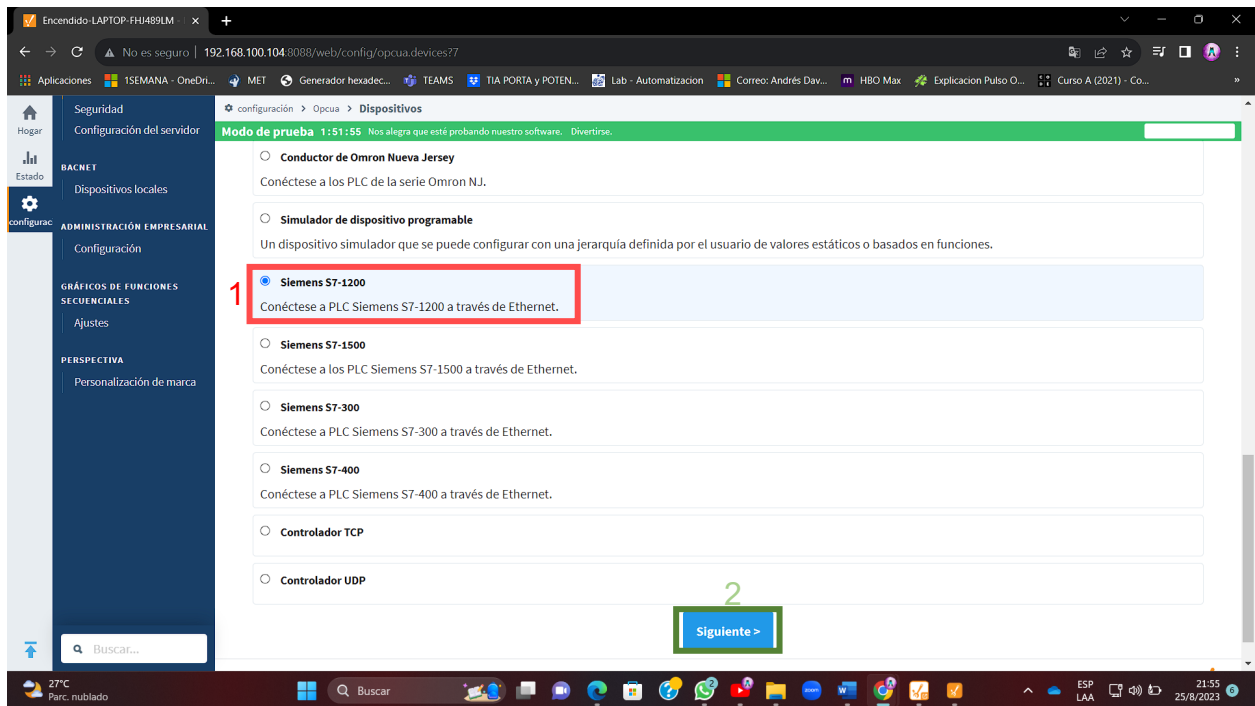 Encendido-LAPTOP-FHJ489LM - I
No es seguro | 192.168.100.104:8088/web/config/opcua.devices?7
Aplicaciones 1SEMANA - OneDri... MET Generador hexadec... TEAMS TIA PORTA y POTEN... Lab - Automatizacion Correo: Andrés Dav... HBO Max Explicacion Pulso O... Curso A (2021) - Co... »
Hogar
Estado
configurac
Seguridad
Configuración del servidor
BACNET
Dispositivos locales
ADMINISTRACIÓN EMPRESARIAL
Configuración
GRÁFICOS DE FUNCIONES
SECUENCIALES
Ajustes
PERSPECTIVA
Personalización de marca
Buscar...
configuración > Opcua > Dispositivos
Modo de prueba 1:51:55 Nos alegra que esté probando nuestro software. Divertirse.
Conductor de Omron Nueva Jersey
Conéctese a los PLC de la serie Omron NJ.
Simulador de dispositivo programable
Un dispositivo simulador que se puede configurar con una jerarquía definida por el usuario de valores estáticos o basados en funciones.
1
Siemens S7-1200
Conéctese a PLC Siemens S7-1200 a través de Ethernet.
Siemens S7-1500
Conéctese a los PLC Siemens S7-1500 a través de Ethernet.
Siemens S7-300
Conéctese a PLC Siemens S7-300 a través de Ethernet.
Siemens S7-400
Conéctese a PLC Siemens S7-400 a través de Ethernet.
Controlador TCP
Controlador UDP
2
Siguiente >
27°C
Parc. nublado
Buscar
ESP
LAA
21:55
25/8/2023
6